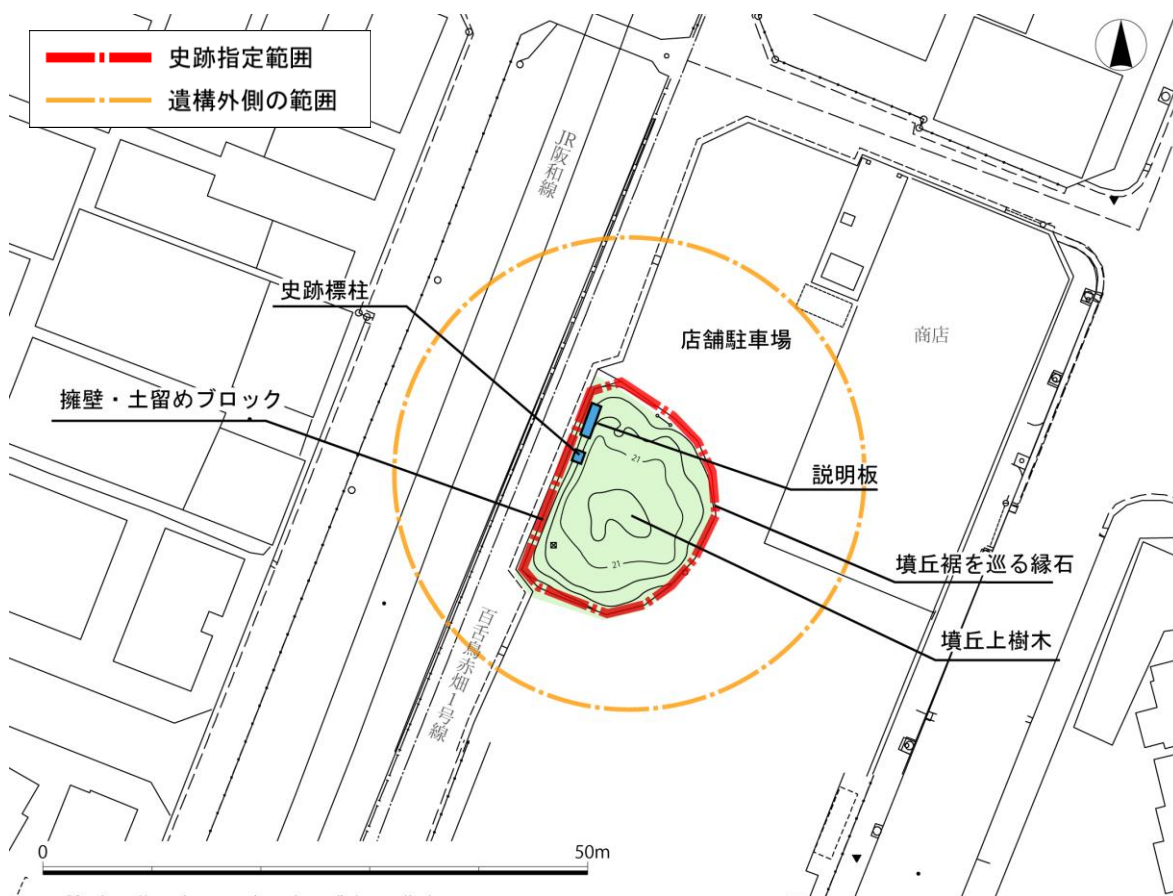 史跡指定範囲
遺構外側の範囲
JR阪和線
史跡標柱
店舗駐車場
商店
擁壁・土留めブロック
21
説明板
21
墳丘裾を巡る縁石
百舌鳥赤畑1号線
墳丘上樹木
0
50m